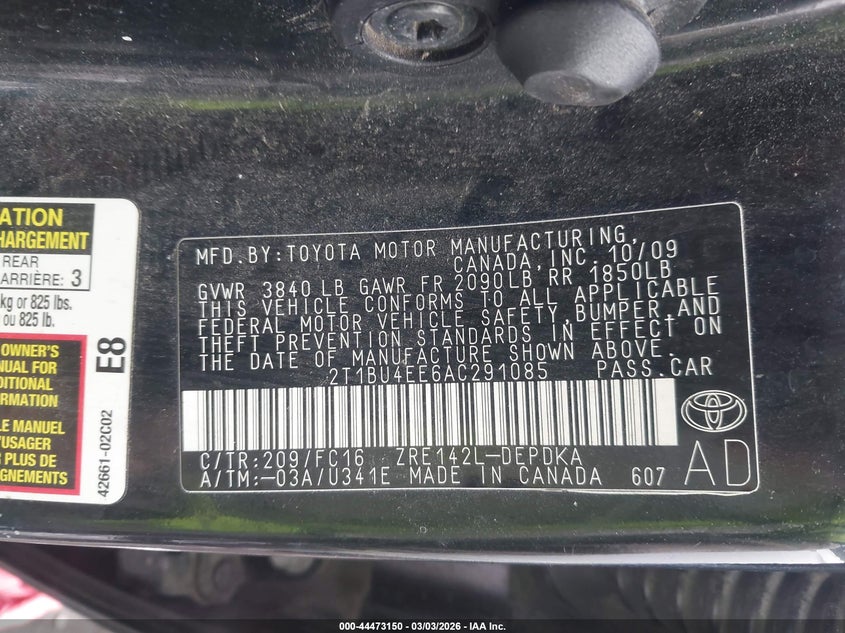 ATION
HARGEMENT
REAR
ARRIÈRE: 3
kg or 825 lbs.
ou 825 lb.
OWNER'S
NUAL FOR
DITIONAL
ORMATION
LE MANUEL
'USAGER
R PLUS
IGNEMENTS
E8
42661-02C02
MFD. BY: TOYOTA MOTOR MANUFACTURING,
CANADA, INC. 10/09
GVWR 3840 LB GAWR FR 2090LB, RR 1850LB
THIS VEHICLE CONFORMS TO ALL APPLICABLE
FEDERAL MOTOR VEHICLE SAFETY, BUMPER, AND
THEFT PREVENTION STANDARDS IN EFFECT ON
THE DATE OF MANUFACTURE SHOWN ABOVE.
2T1BU4EE6AC291085 PASS. CAR
C/TR: 209/FC16 ZRE142L-DEPDKA
A/TM: -03A/U341E MADE IN CANADA 607
AD
000-44473150 - 03/03/2026 - IAA Inc.